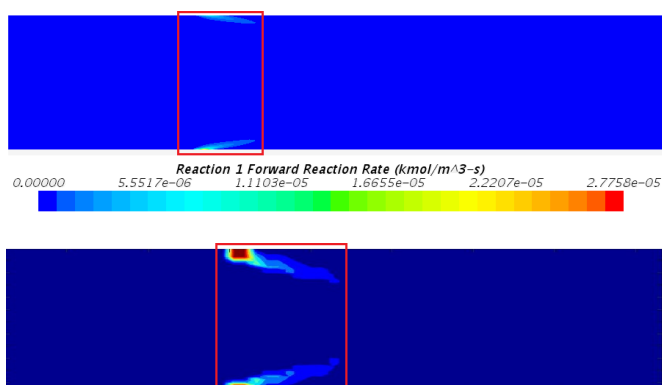 Reaction 1 Forward Reaction Rate (kmol/m^3-s)
0.00000 5.5517e-06 1.1103e-05 1.6655e-05 2.2207e-05 2.7758e-05